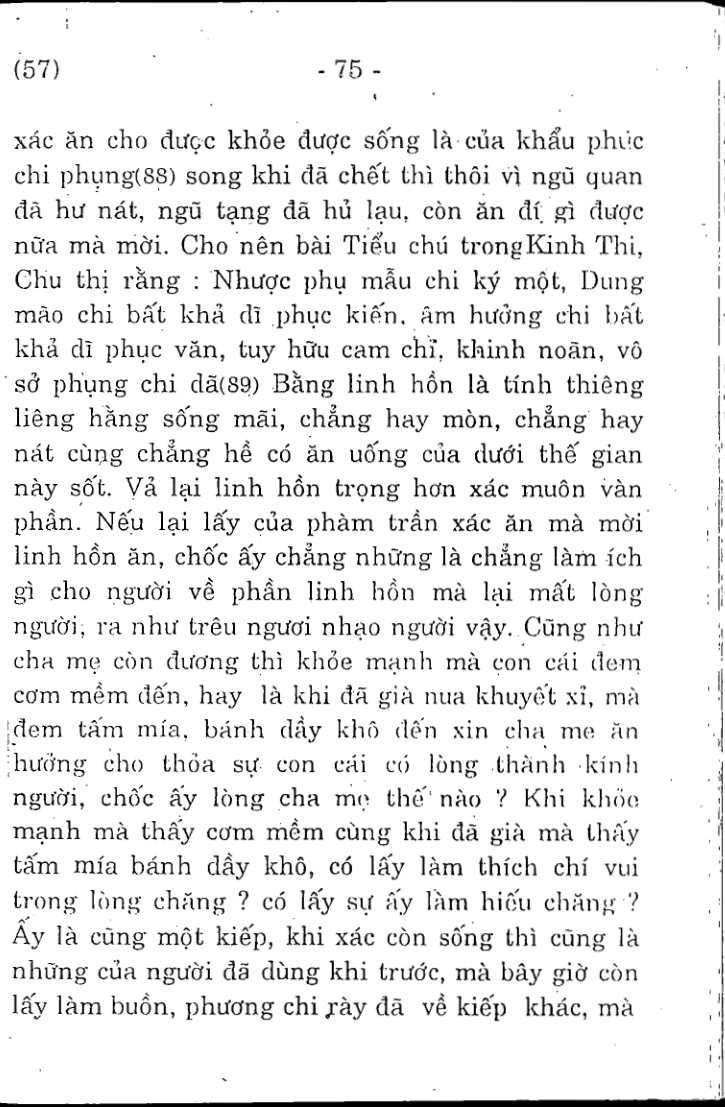 (57) - 75 -
xác ăn cho được khỏe được sống là của khẩu phúc
chi phụng(88) song khi đã chết thì thôi vì ngũ quan
đã hư nát, ngũ tạng đã hủ lạu, còn ăn đí gì được
nữa mà mời. Cho nên bài Tiểu chú trong Kinh Thi,
Chu thị rằng : Nhược phụ mẫu chi ký một, Dung
mão chi bất khả dĩ phục kiến, âm hưởng chi bất
khả dĩ phục văn, tuy hữu cam chỉ, khinh noãn, vô
sở phụng chi dã(89) Bằng linh hồn là tính thiêng
liêng hằng sống mãi, chẳng hay mòn, chẳng hay
nát cùng chẳng hề có ăn uống của dưới thế gian
này sốt. Vả lại linh hồn trọng hơn xác muôn vàn
phần. Nếu lại lấy của phàm trần xác ăn mà mời
linh hồn ăn, chốc ấy chẳng những là chẳng làm ích
gì cho người về phần linh hồn mà lại mất lòng
người, ra như trêu ngươi nhạo người vậy. Cũng như
cha mẹ còn đương thì khỏe mạnh mà con cái đem
cơm mềm đến, hay là khi đã già nua khuyết xỉ, mà
đem tấm mía, bánh dầy khô đến xin cha mẹ ăn
hưởng cho thỏa sự con cái có lòng thành kính
người, chốc ấy lòng cha mẹ thế nào ? Khi khỏe
mạnh mà thấy cơm mềm cùng khi đã già mà thấy
tấm mía bánh dầy khô, có lấy làm thích chí vui
trong lòng chăng ? có lấy sự ấy làm hiếu chăng ?
Ấy là cũng một kiếp, khi xác còn sống thì cũng là
những của người đã dùng khi trước, mà bây giờ còn
lấy làm buồn, phương chi rày đã về kiếp khác, mà